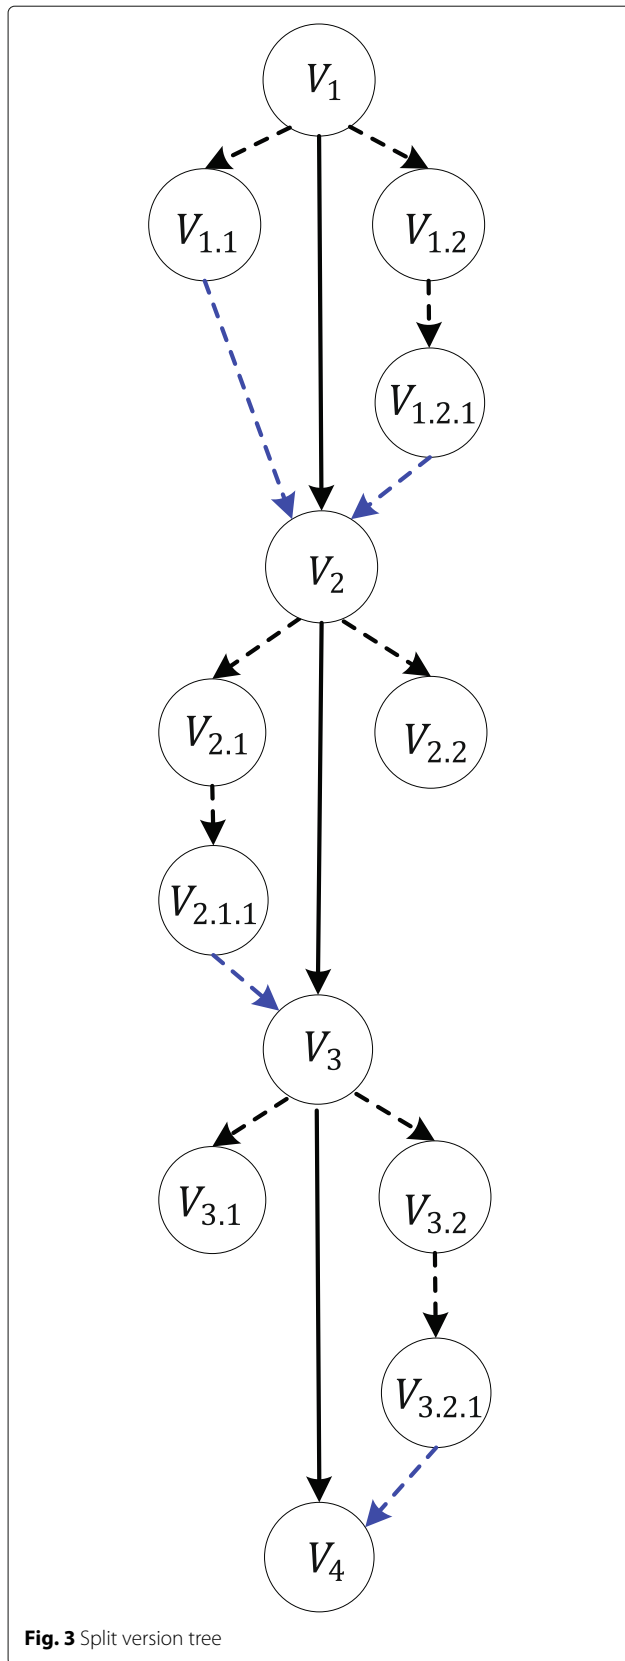 V1
V1.1
V1.2
V1.2.1
V2
V2.1
V2.2
V2.1.1
V3
V3.1
V3.2
V3.2.1
V4
Fig. 3 Split version tree